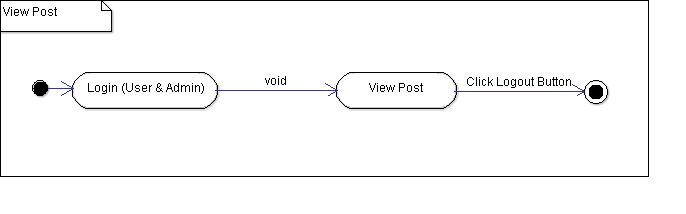 View Post
Login (User & Admin)
void
View Post
Click Logout Button